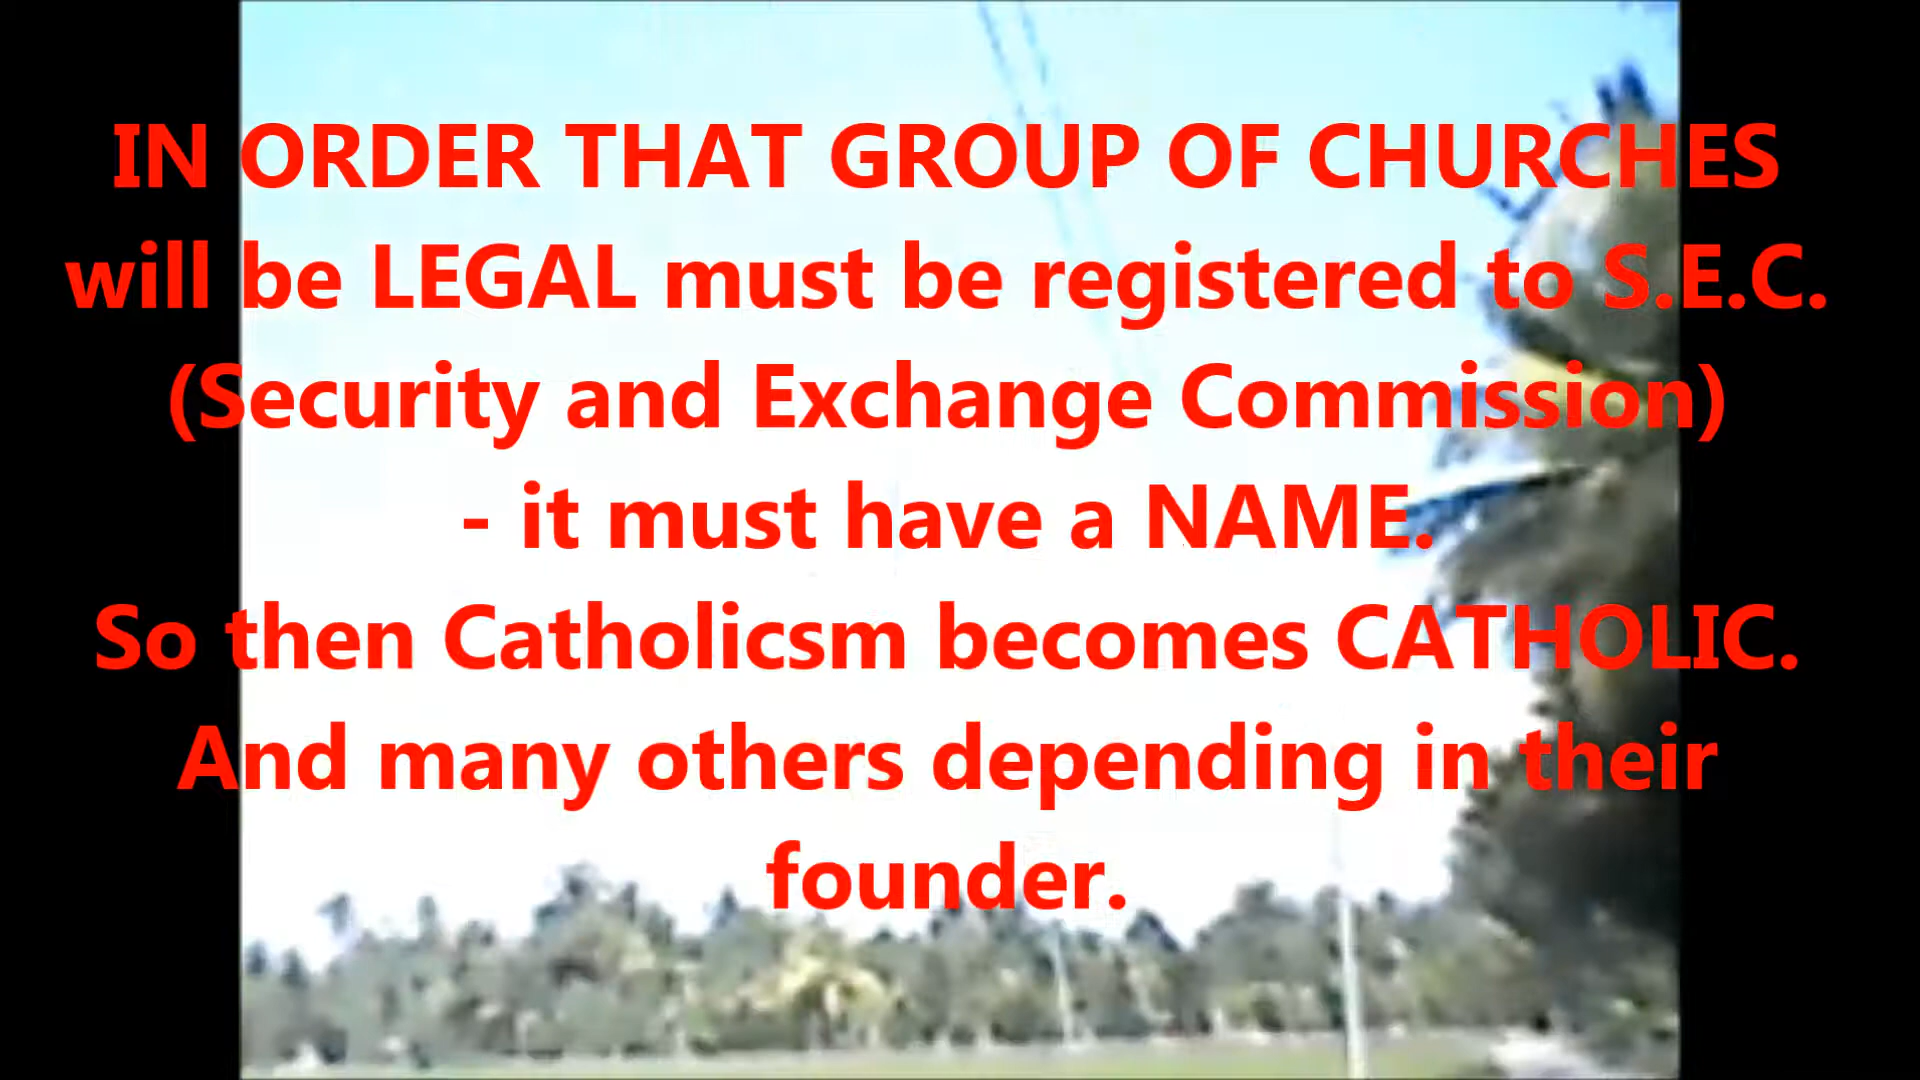 IN ORDER THAT GROUP OF CHURCHES
will be LEGAL must be registered to S.E.C.
(Security and Exchange Commission)
- it must have a NAME.
So then Catholicsm becomes CATHOLIC.
And many others depending in their
founder.